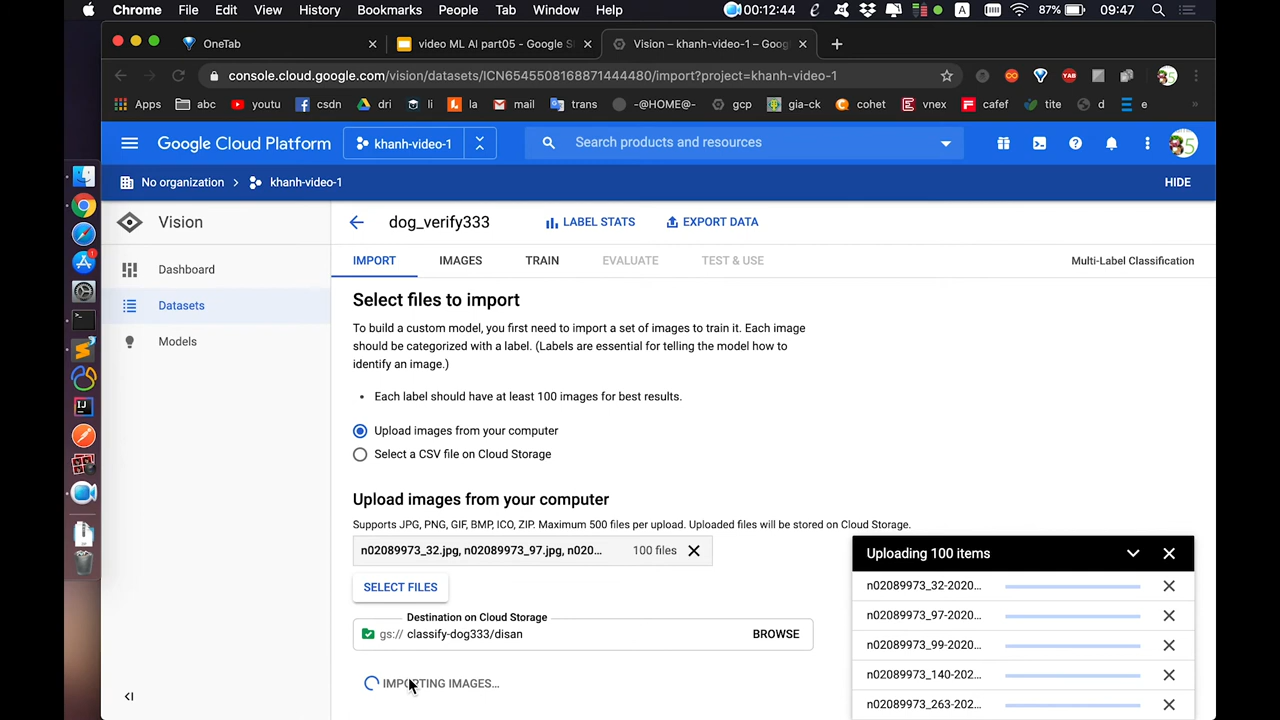 Chrome File Edit View History Bookmarks People Tab Window Help 00:12:44 A 87% 09:47
OneTab video ML AI part05 - Google S Vision – khanh-video-1 – Goog
console.cloud.google.com/vision/datasets/ICN6545508168871444480/import?project=khanh-video-1
Apps abc youtu csdn dri li la mail trans -@HOME@- gcp gia-ck cohet vnex cafef tite d e
Google Cloud Platform khanh-video-1 Search products and resources
No organization khanh-video-1 HIDE
Vision dog_verify333 LABEL STATS EXPORT DATA
IMPORT IMAGES TRAIN EVALUATE TEST & USE Multi-Label Classification
Dashboard
Datasets
Models
Select files to import
To build a custom model, you first need to import a set of images to train it. Each image
should be categorized with a label. (Labels are essential for telling the model how to
identify an image.)
• Each label should have at least 100 images for best results.
Upload images from your computer
Select a CSV file on Cloud Storage
Upload images from your computer
Supports JPG, PNG, GIF, BMP, ICO, ZIP. Maximum 500 files per upload. Uploaded files will be stored on Cloud Storage.
n02089973_32.jpg, n02089973_97.jpg, n020... 100 files
SELECT FILES
Destination on Cloud Storage
gs:// classify-dog333/disan BROWSE
IMPORTING IMAGES...
Uploading 100 items
n02089973_32-2020...
n02089973_97-2020...
n02089973_99-2020...
n02089973_140-202...
n02089973_263-202...